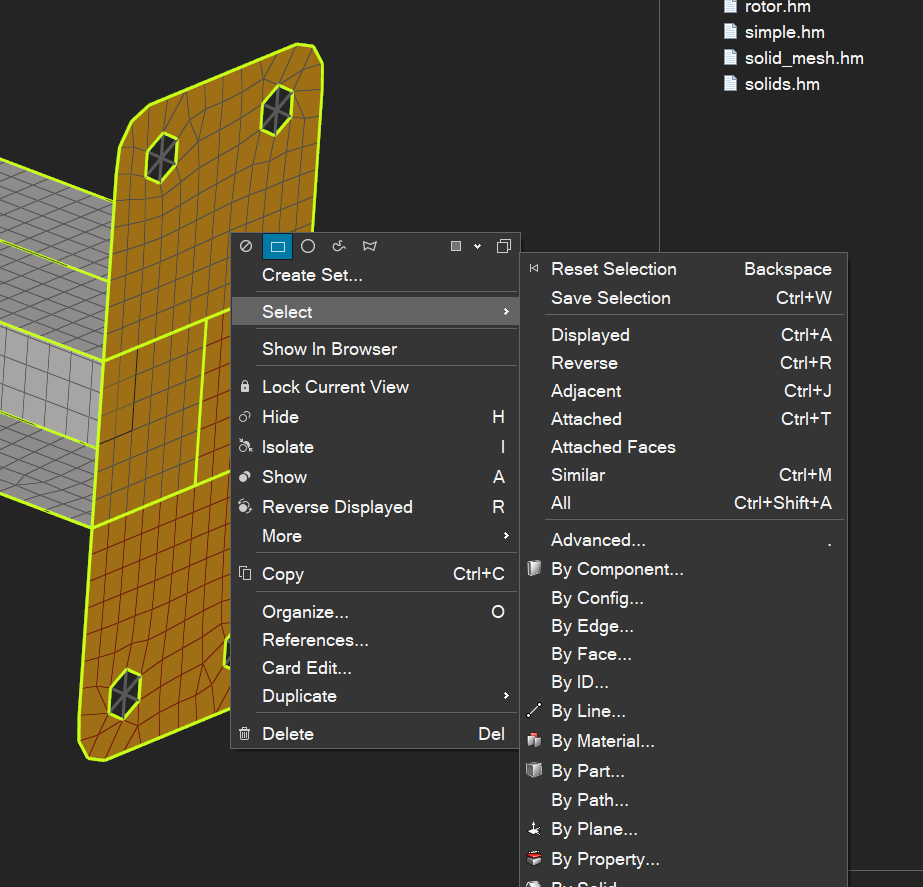 rotor.hm
simple.hm
solid_mesh.hm
solids.hm
Create Set...
Select
Show In Browser
Lock Current View
Hide H
Isolate I
Show A
Reverse Displayed R
More
Copy Ctrl+C
Organize... O
References...
Card Edit...
Duplicate
Delete Del
Reset Selection Backspace
Save Selection Ctrl+W
Displayed Ctrl+A
Reverse Ctrl+R
Adjacent Ctrl+J
Attached Ctrl+T
Attached Faces
Similar Ctrl+M
All Ctrl+Shift+A
Advanced... .
By Component...
By Config...
By Edge...
By Face...
By ID...
By Line...
By Material...
By Part...
By Path...
By Plane...
By Property...
By Solid